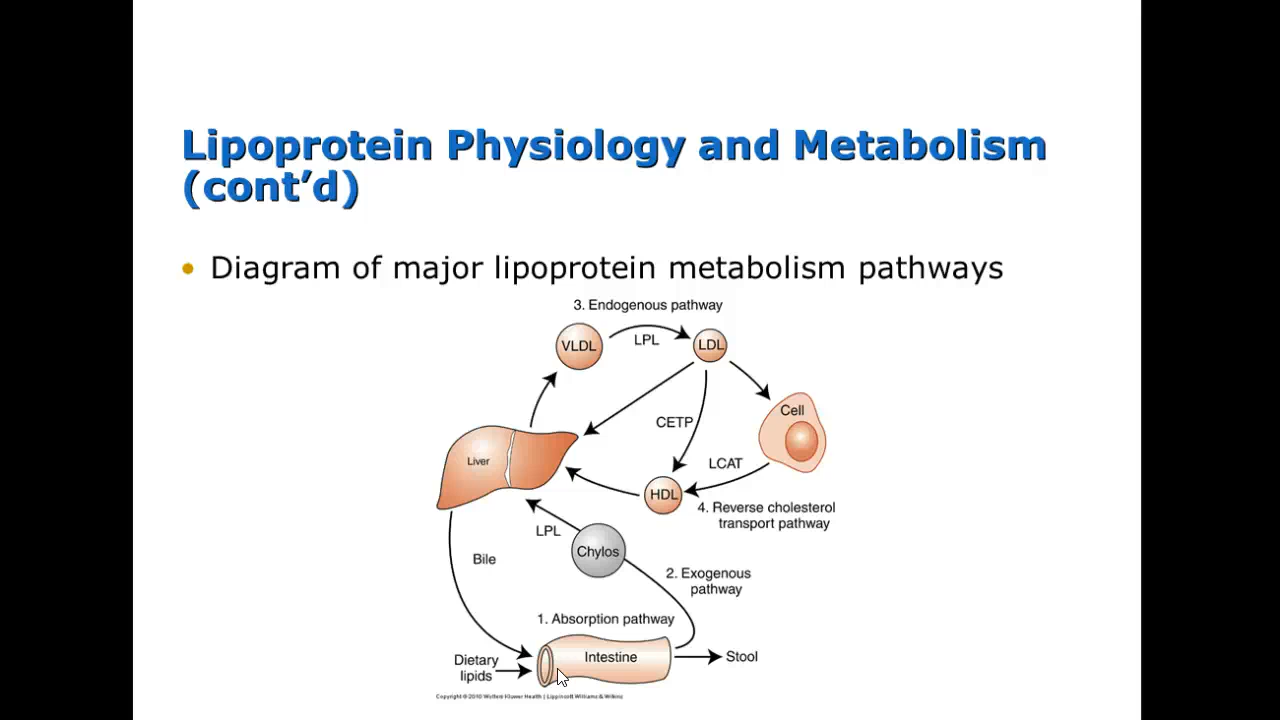 Lipoprotein Physiology and Metabolism
(cont’d)
• Diagram of major lipoprotein metabolism pathways
3. Endogenous pathway
VLDL
LPL
LDL
Cell
CETP
Liver
LCAT
HDL
4. Reverse cholesterol
transport pathway
LPL
Chylos
Bile
2. Exogenous
pathway
1. Absorption pathway
Dietary
lipids
Intestine
Stool
Copyright © 2010 Wolters Kluwer Health | Lippincott Williams & Wilkins